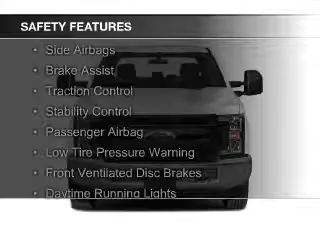 SAFETY FEATURES
• Side Airbags
• Brake Assist
• Traction Control
• Stability Control
• Passenger Airbag
• Low Tire Pressure Warning
• Front Ventilated Disc Brakes
• Daytime Running Lights